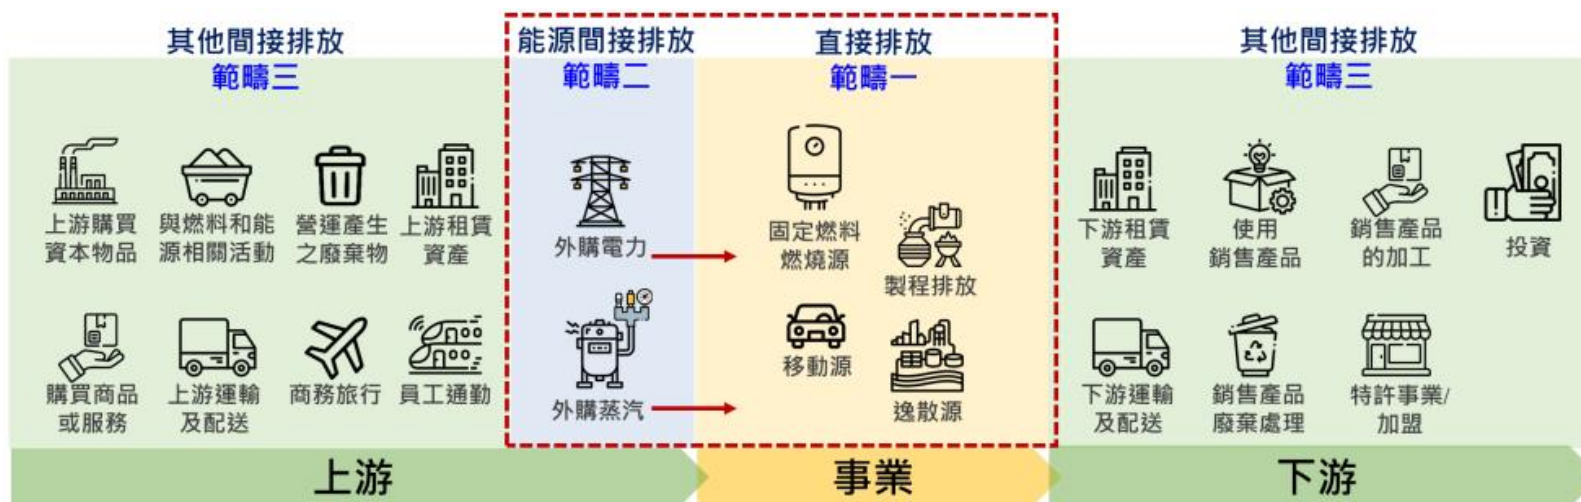 其他間接排放
範疇三
能源間接排放
範疇二
直接排放
範疇一
其他間接排放
範疇三
上游購買
資本物品
與燃料和能
源相關活動
營運產生
之廢棄物
上游租賃
資產
購買商品
或服務
上游運輸
及配送
商務旅行
員工通勤
外購電力
外購蒸汽
固定燃料
燃燒源
製程排放
移動源
逸散源
下游租賃
資產
使用
銷售產品
銷售產品
的加工
投資
下游運輸
及配送
銷售產品
廢棄處理
特許事業/
加盟
上游
事業
下游